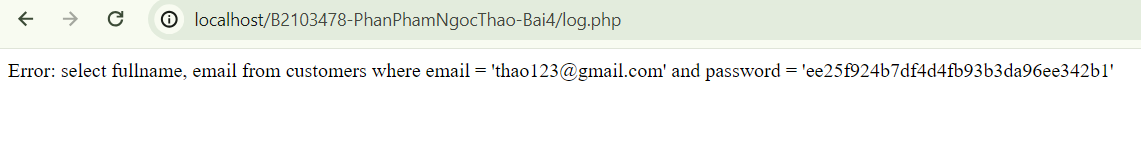 localhost/B2103478-PhanPhamNgocThao-Bai4/log.php
Error: select fullname, email from customers where email = 'thao123@gmail.com' and password = 'ee25f924b7df4d4fb93b3da96ee342b1'